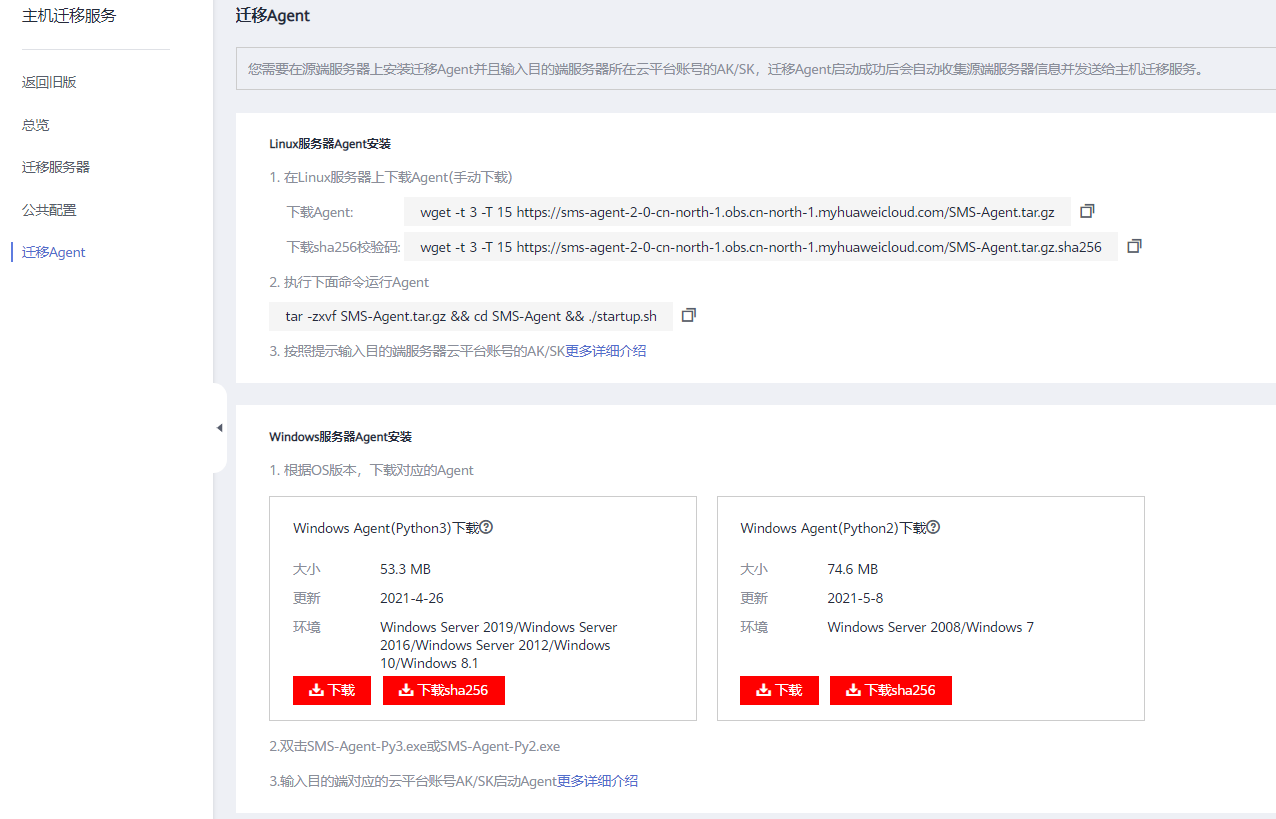 主机迁移服务
返回旧版
总览
迁移服务器
公共配置
迁移Agent
迁移Agent
您需要在源端服务器上安装迁移Agent并且输入目的端服务器所在云平台账号的AK/SK，迁移Agent启动成功后会自动收集源端服务器信息并发送给主机迁移服务。
Linux服务器Agent安装
1. 在Linux服务器上下载Agent(手动下载)
下载Agent: wget -t 3 -T 15 https://sms-agent-2-0-cn-north-1.obs.cn-north-1.myhuaweicloud.com/SMS-Agent.tar.gz
下载sha256校验码: wget -t 3 -T 15 https://sms-agent-2-0-cn-north-1.obs.cn-north-1.myhuaweicloud.com/SMS-Agent.tar.gz.sha256
2. 执行下面命令运行Agent
tar -zxvf SMS-Agent.tar.gz && cd SMS-Agent && ./startup.sh
3. 按照提示输入目的端服务器云平台账号的AK/SK更多详细介绍
Windows服务器Agent安装
1. 根据OS版本，下载对应的Agent
Windows Agent(Python3)下载
大小 53.3 MB
更新 2021-4-26
环境 Windows Server 2019/Windows Server
2016/Windows Server 2012/Windows
10/Windows 8.1
下载 下载sha256
Windows Agent(Python2)下载
大小 74.6 MB
更新 2021-5-8
环境 Windows Server 2008/Windows 7
下载 下载sha256
2.双击SMS-Agent-Py3.exe或SMS-Agent-Py2.exe
3.输入目的端对应的云平台账号AK/SK启动Agent更多详细介绍